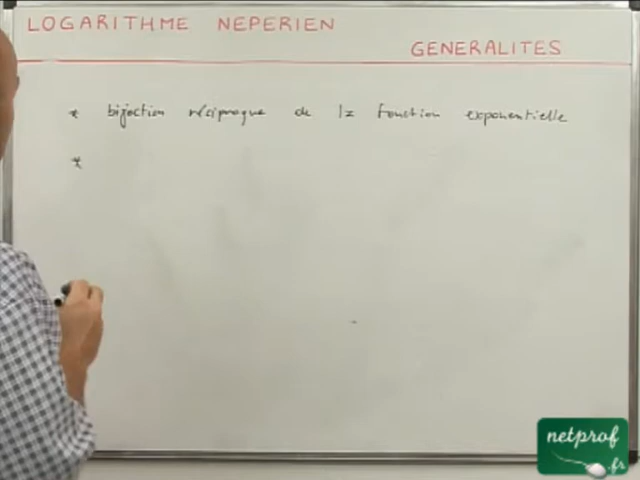 LOGARITHME NEPERIEN
GENERALITES
* bijection réciproque de la fonction exponentielle
*
netprof
.fr